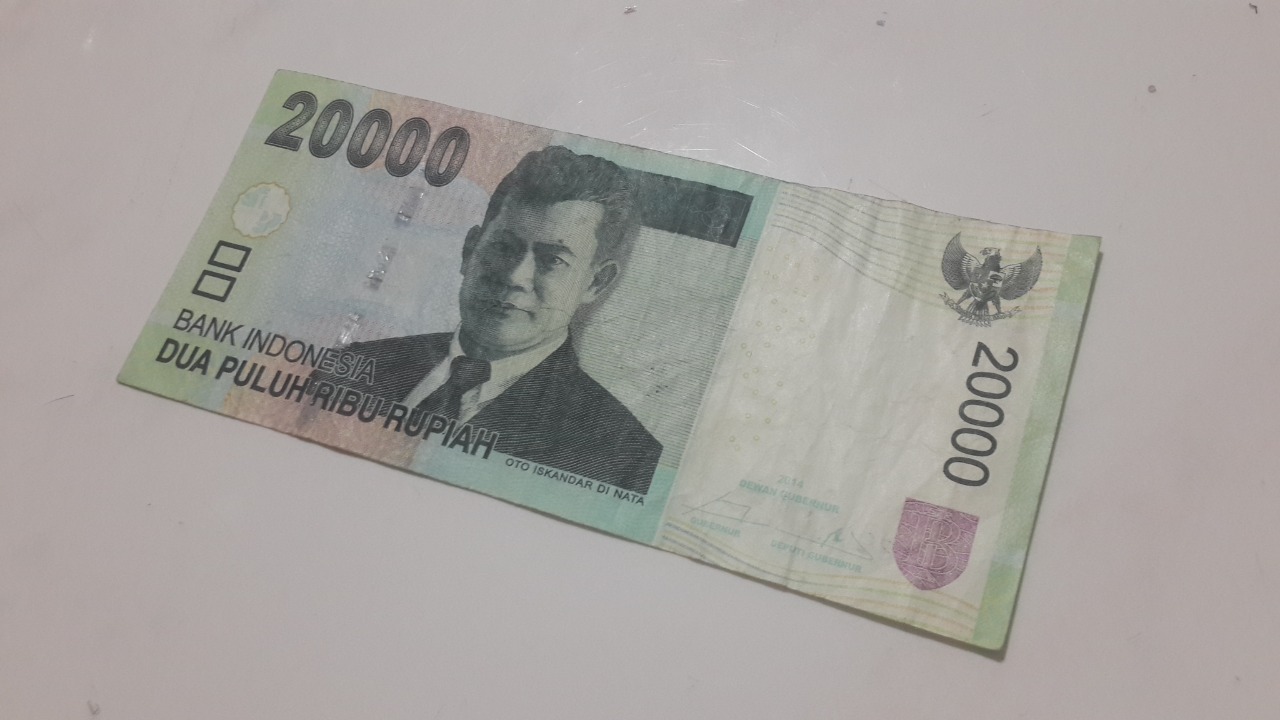 20000
BANK INDONESIA
DUA PULUH RIBU RUPIAH
OTO ISKANDAR DI NATA
20000
2014
DEWAN GUBERNUR
GUBERNUR
DEPUTI GUBERNUR